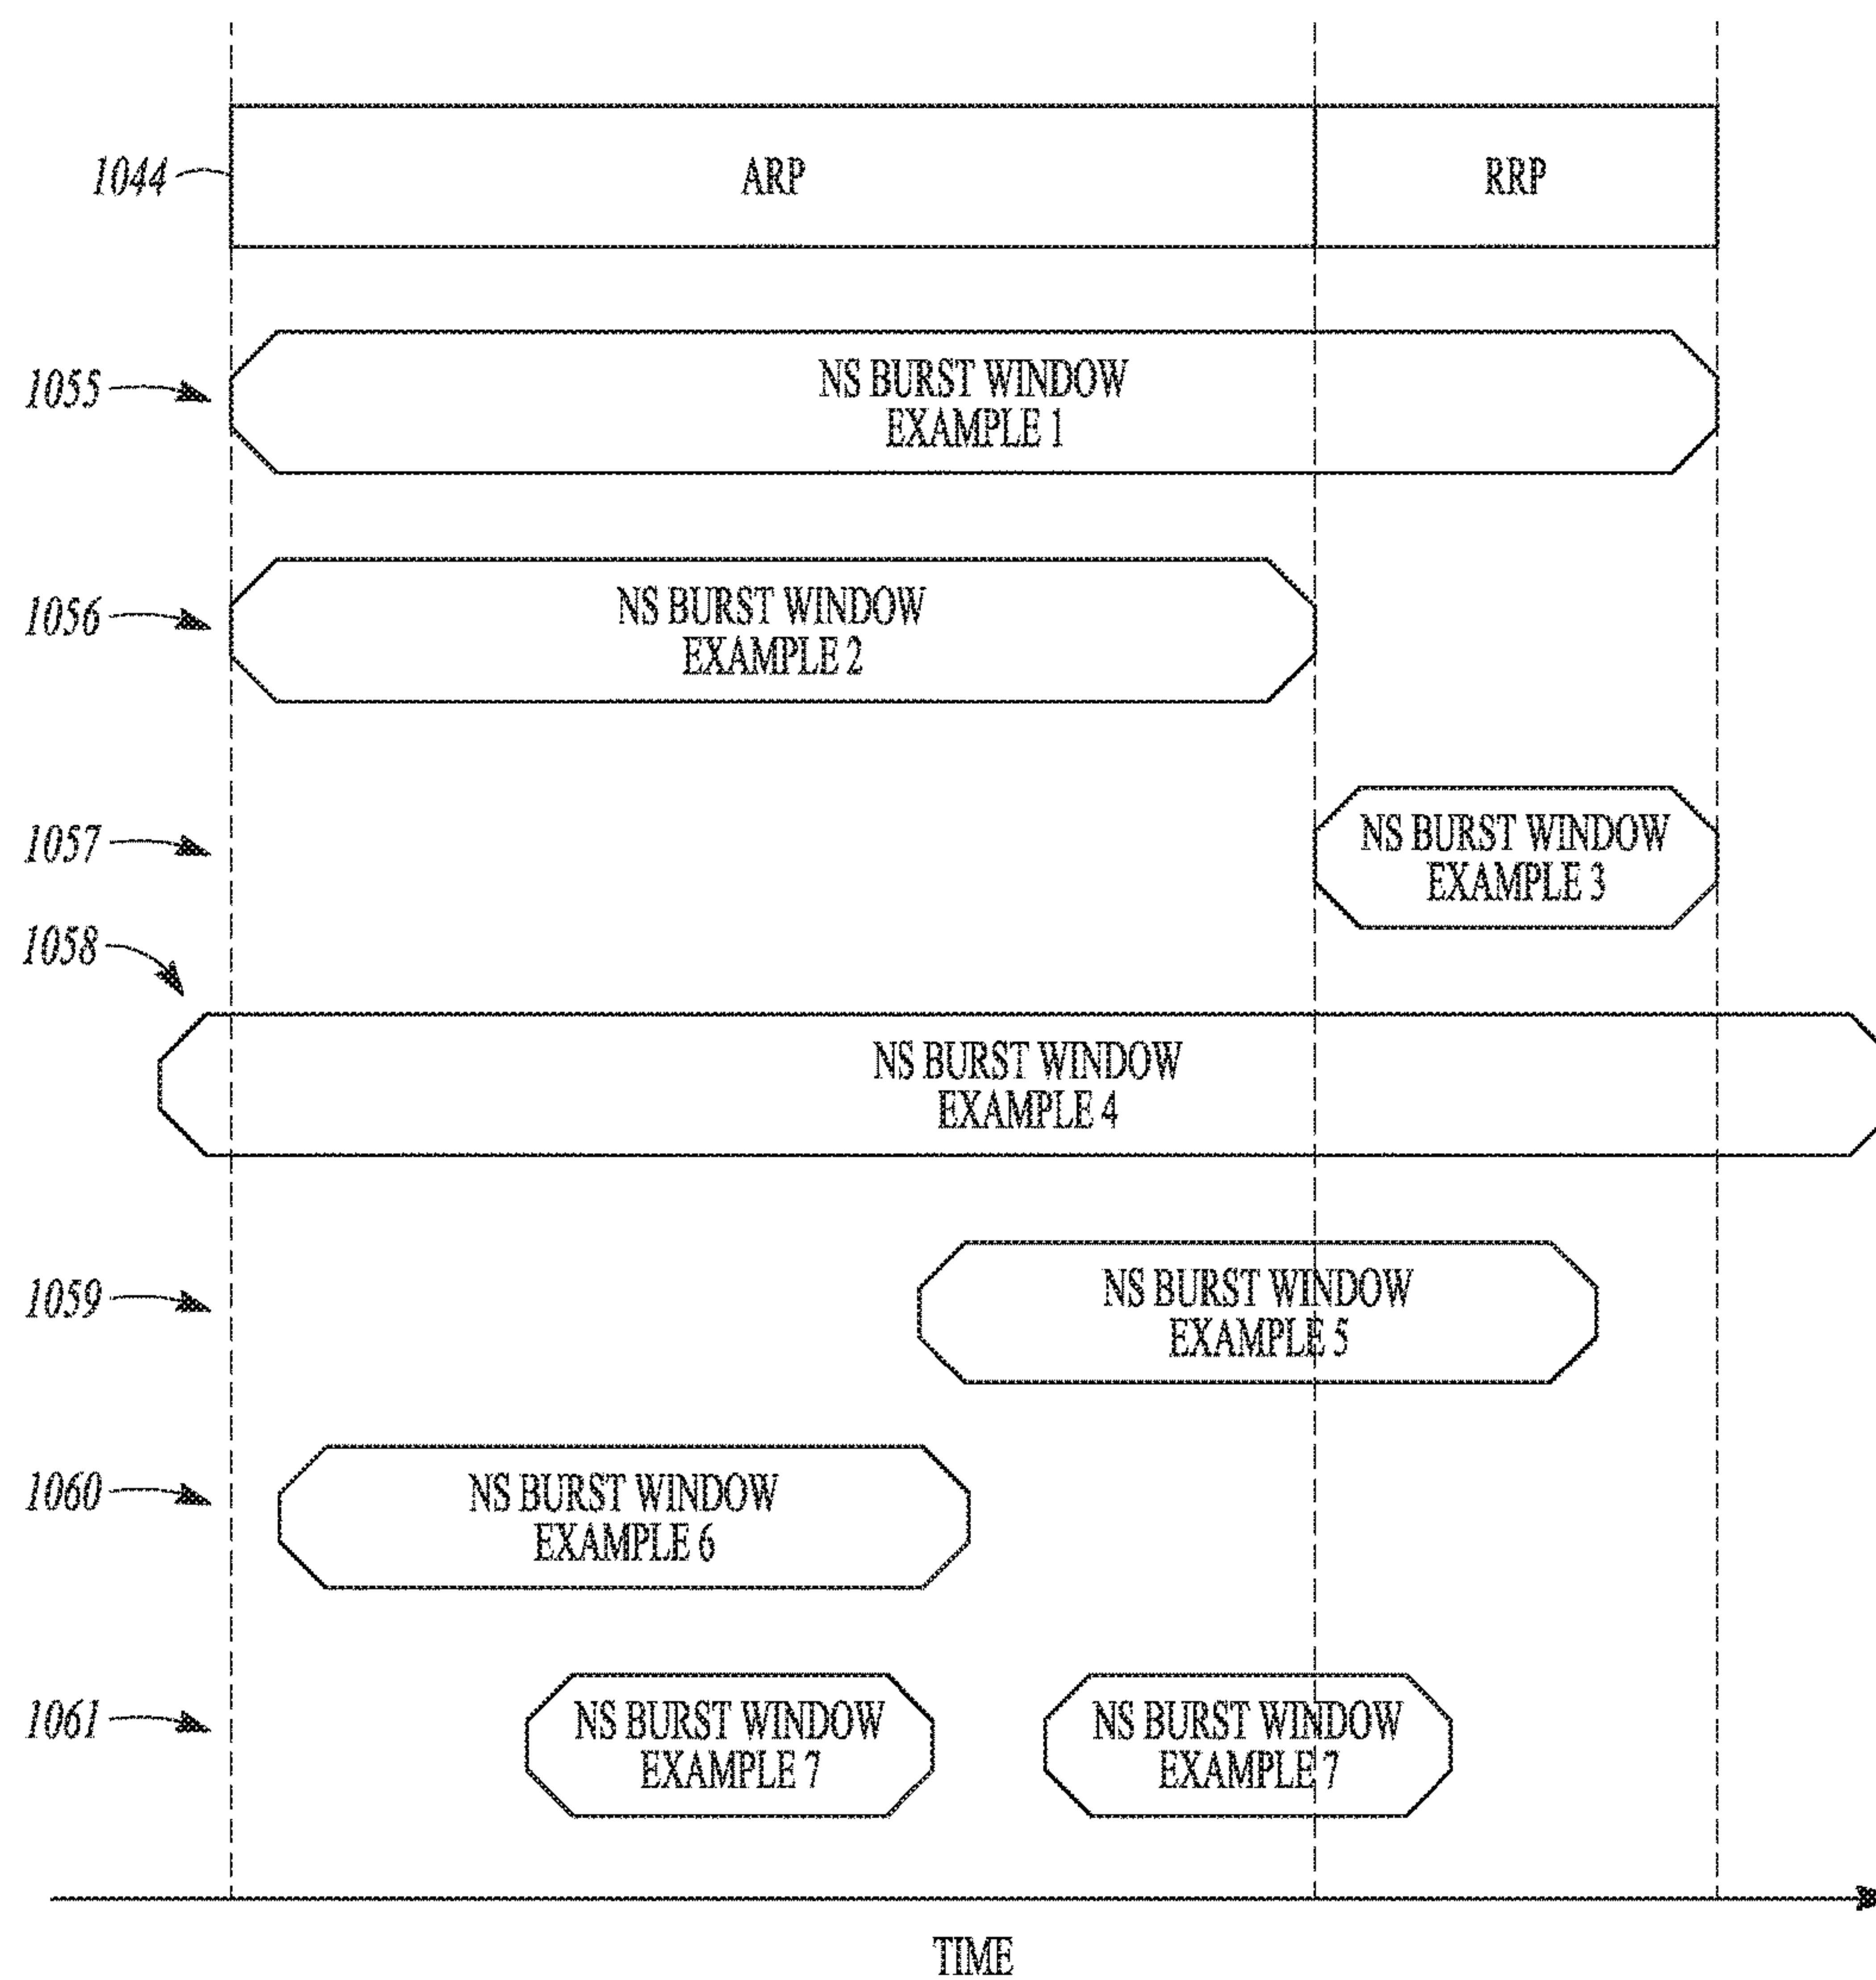 1044
ARP
RRP
1055
NS BURST WINDOW
EXAMPLE 1
1056
NS BURST WINDOW
EXAMPLE 2
1057
NS BURST WINDOW
EXAMPLE 3
1058
NS BURST WINDOW
EXAMPLE 4
1059
NS BURST WINDOW
EXAMPLE 5
1060
NS BURST WINDOW
EXAMPLE 6
1061
NS BURST WINDOW
EXAMPLE 7
NS BURST WINDOW
EXAMPLE 7
TIME